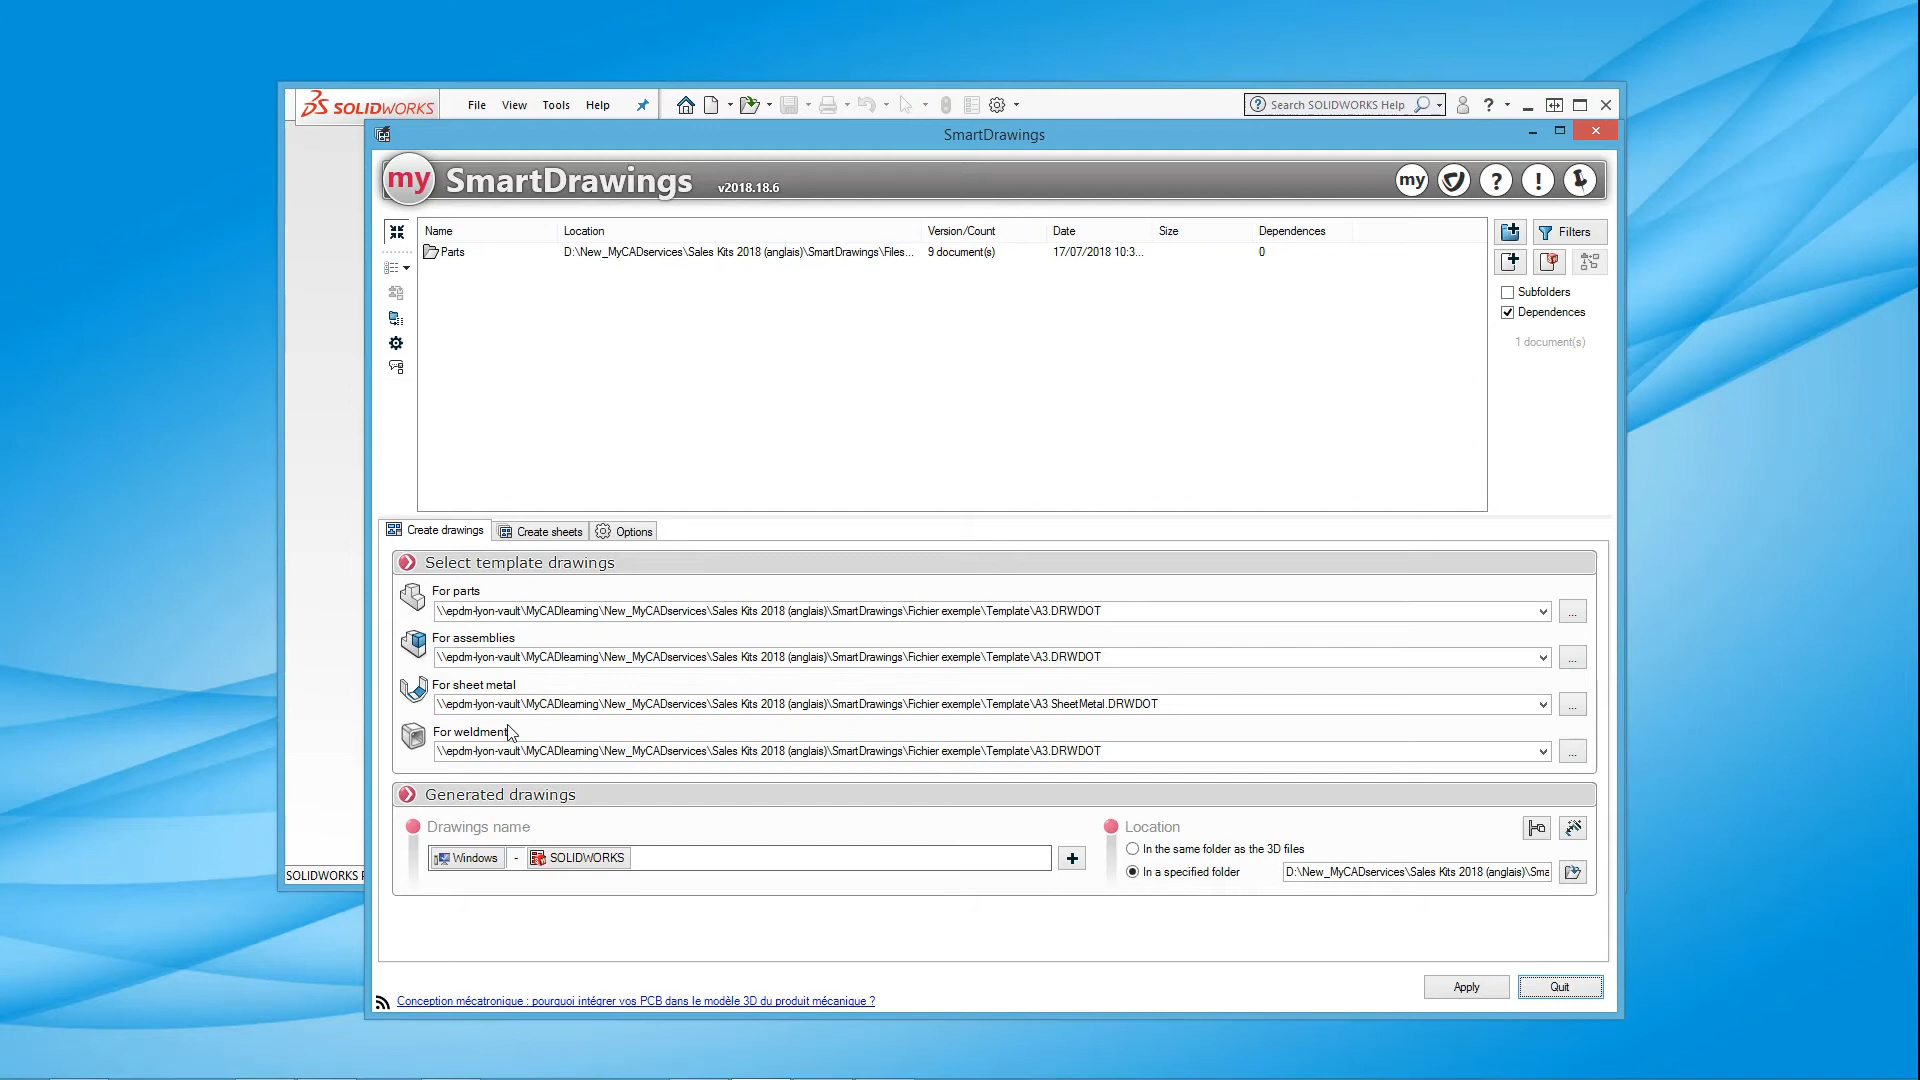 SOLIDWORKS File View Tools Help Search SOLIDWORKS Help ?
SmartDrawings
my SmartDrawings v2018.18.6 my ? !
Name Location Version/Count Date Size Dependences
Parts D:\New_MyCADservices\Sales Kits 2018 (anglais)\SmartDrawings\Files... 9 document(s) 17/07/2018 10:3... 0
Filters
Subfolders
Dependences
1 document(s)
Create drawings Create sheets Options
Select template drawings
For parts
\\epdm-lyon-vault\MyCADlearning\New_MyCADservices\Sales Kits 2018 (anglais)\SmartDrawings\Fichier exemple\Template\A3.DRWDOT ...
For assemblies
\\epdm-lyon-vault\MyCADlearning\New_MyCADservices\Sales Kits 2018 (anglais)\SmartDrawings\Fichier exemple\Template\A3.DRWDOT ...
For sheet metal
\\epdm-lyon-vault\MyCADlearning\New_MyCADservices\Sales Kits 2018 (anglais)\SmartDrawings\Fichier exemple\Template\A3 SheetMetal.DRWDOT ...
For weldment
\\epdm-lyon-vault\MyCADlearning\New_MyCADservices\Sales Kits 2018 (anglais)\SmartDrawings\Fichier exemple\Template\A3.DRWDOT ...
Generated drawings
Drawings name
Windows - SOLIDWORKS
Location
In the same folder as the 3D files
In a specified folder D:\New_MyCADservices\Sales Kits 2018 (anglais)\Sma
SOLIDWORKS
Apply Quit
Conception mécatronique : pourquoi intégrer vos PCB dans le modèle 3D du produit mécanique ?